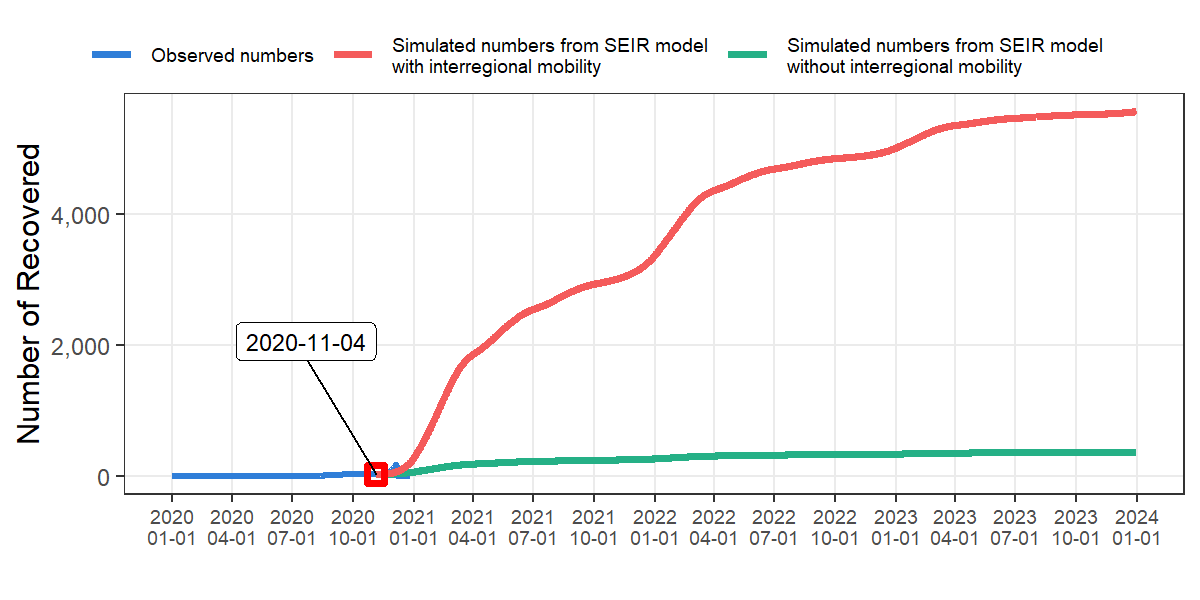 Observed numbers
Simulated numbers from SEIR model
with interregional mobility
Simulated numbers from SEIR model
without interregional mobility
Number of Recovered
4,000
2,000
0
2020-11-04
2020 2020 2020 2020 2021 2021 2021 2021 2022 2022 2022 2022 2023 2023 2023 2023 2024
01-01 04-01 07-01 10-01 01-01 04-01 07-01 10-01 01-01 04-01 07-01 10-01 01-01 04-01 07-01 10-01 01-01